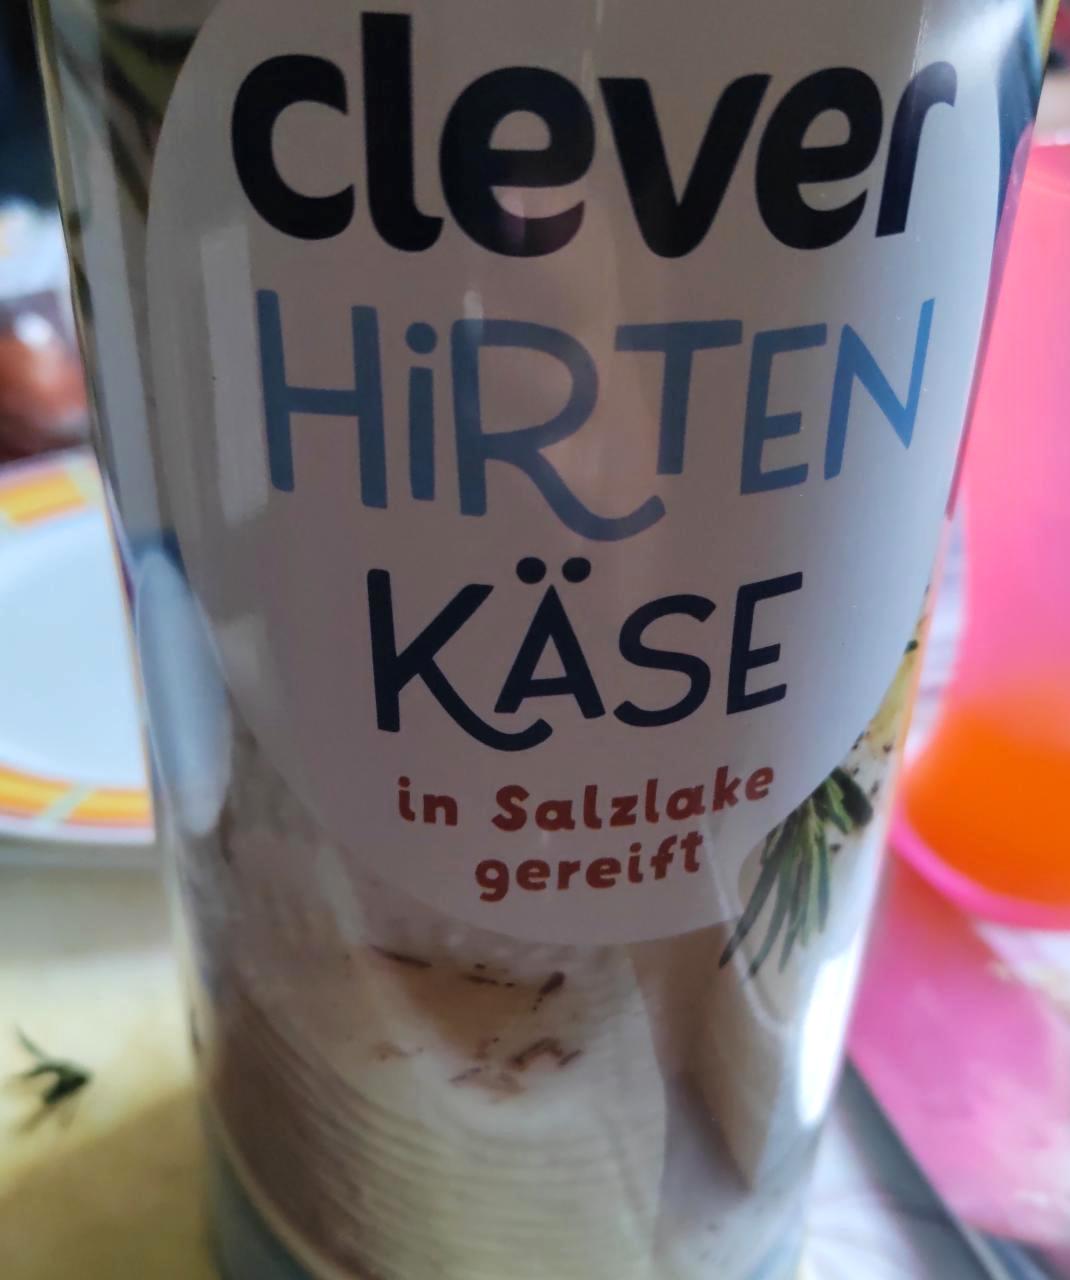 clever
HiRTEN
KÄSE
in Salzlake
gereift